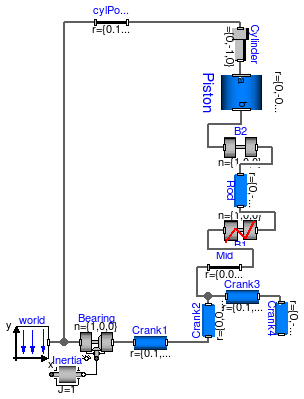 cylPo...
r={0.1...
Cylinder
={0,-1,0}
Piston
b
a
r={0,-0...
B2
n={1,0,0}
Rod
r={0,-...
n={1,0,0}
B1
Mid
r={0.0...
Crank3
r={0.1,...
Crank2
r={0,0...
Crank4
r={0,-...
Crank1
r={0.1,...
Bearing
n={1,0,0}
world
y
x
Inertia
J=1